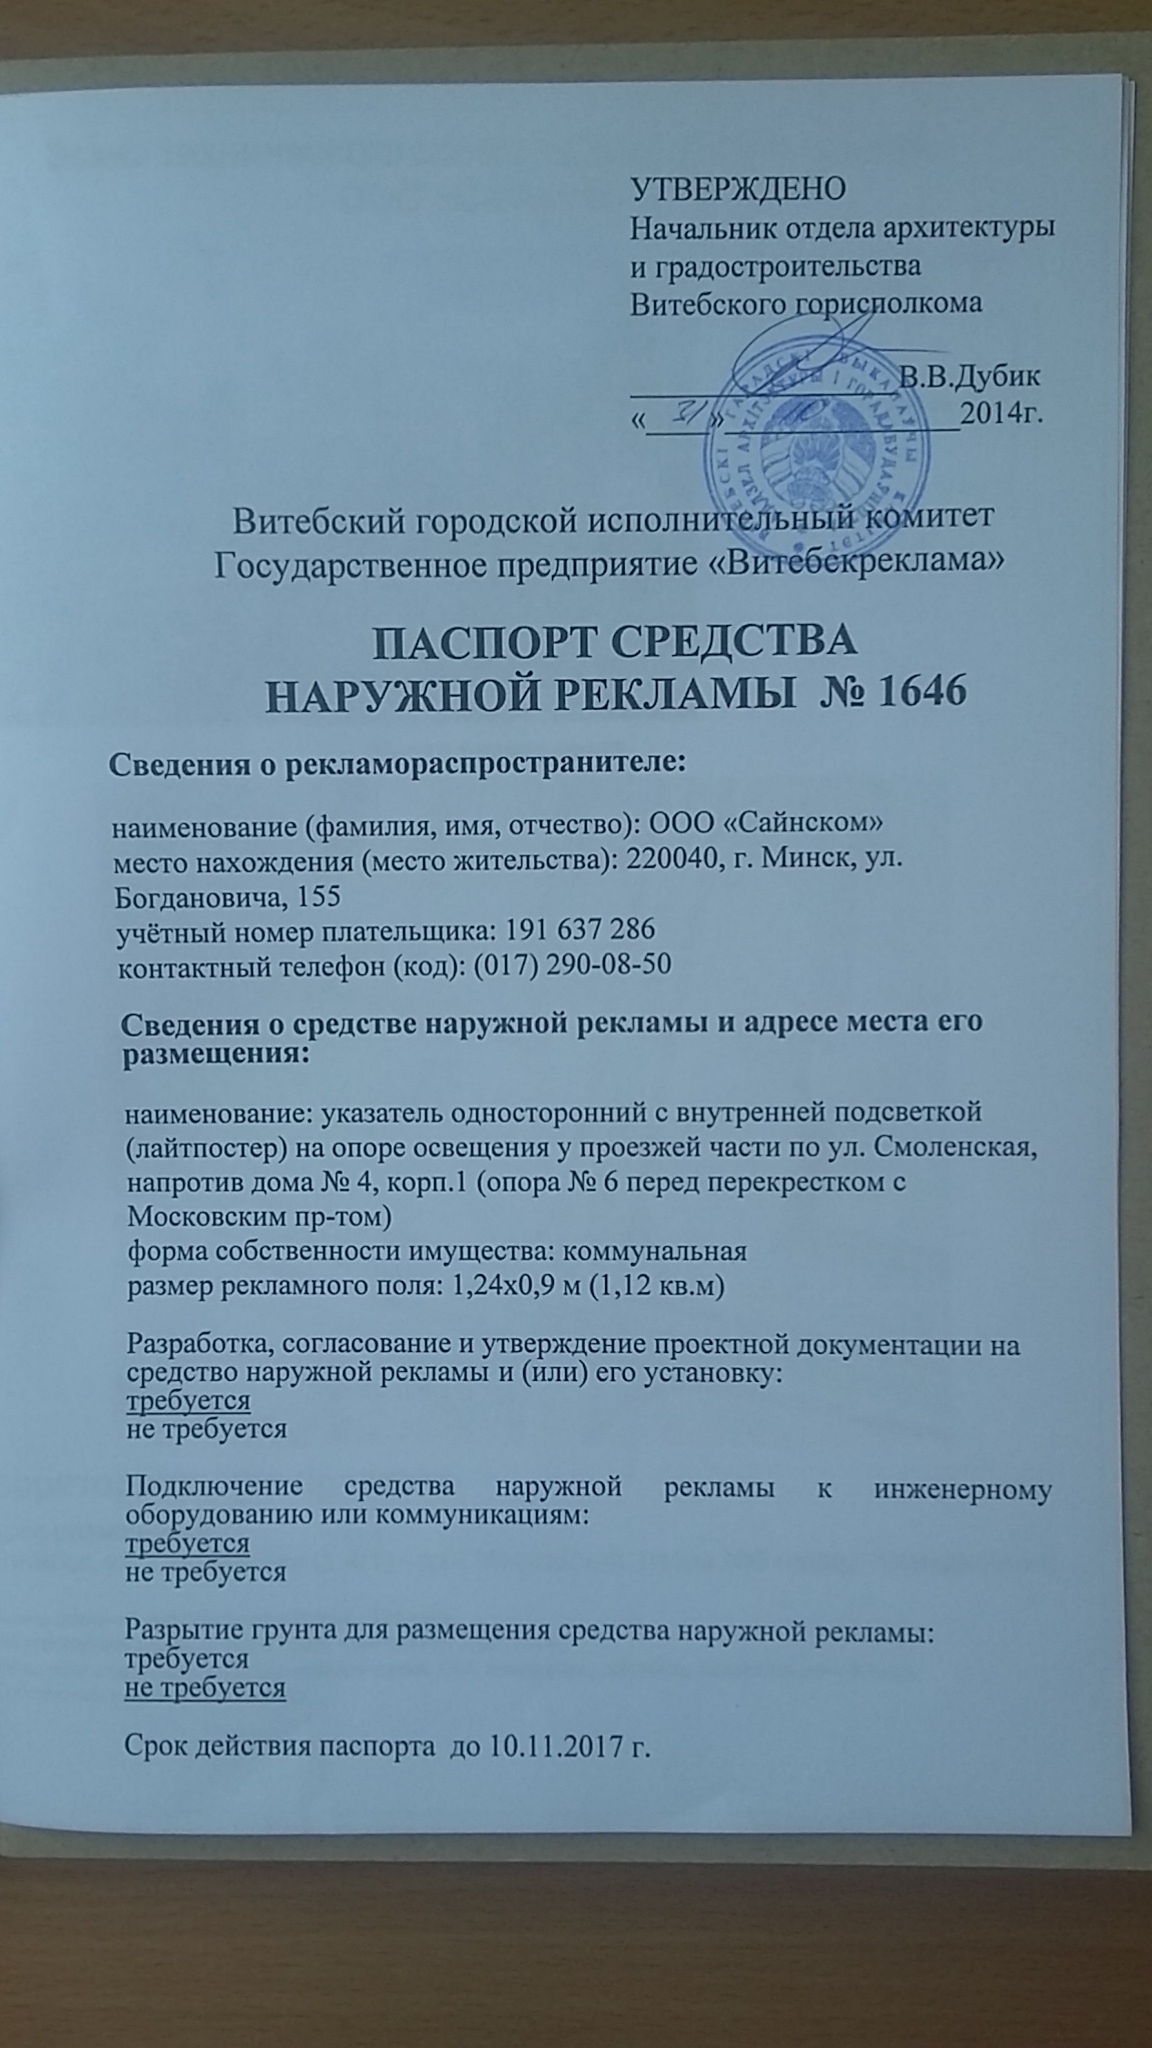 УТВЕРЖДЕНО
Начальник отдела архитектуры
и градостроительства
Витебского горисполкома
В.В.Дубик
«31» 10 2014г.
Витебский городской исполнительный комитет
Государственное предприятие «Витебскреклама»
ПАСПОРТ СРЕДСТВА
НАРУЖНОЙ РЕКЛАМЫ № 1646
Сведения о рекламораспространителе:
наименование (фамилия, имя, отчество): ООО «Сайнском»
место нахождения (место жительства): 220040, г. Минск, ул.
Богдановича, 155
учётный номер плательщика: 191 637 286
контактный телефон (код): (017) 290-08-50
Сведения о средстве наружной рекламы и адресе места его
размещения:
наименование: указатель односторонний с внутренней подсветкой
(лайтпостер) на опоре освещения у проезжей части по ул. Смоленская,
напротив дома № 4, корп.1 (опора № 6 перед перекрестком с
Московским пр-том)
форма собственности имущества: коммунальная
размер рекламного поля: 1,24х0,9 м (1,12 кв.м)
Разработка, согласование и утверждение проектной документации на
средство наружной рекламы и (или) его установку:
требуется
не требуется
Подключение средства наружной рекламы к инженерному
оборудованию или коммуникациям:
требуется
не требуется
Разрытие грунта для размещения средства наружной рекламы:
требуется
не требуется
Срок действия паспорта до 10.11.2017 г.